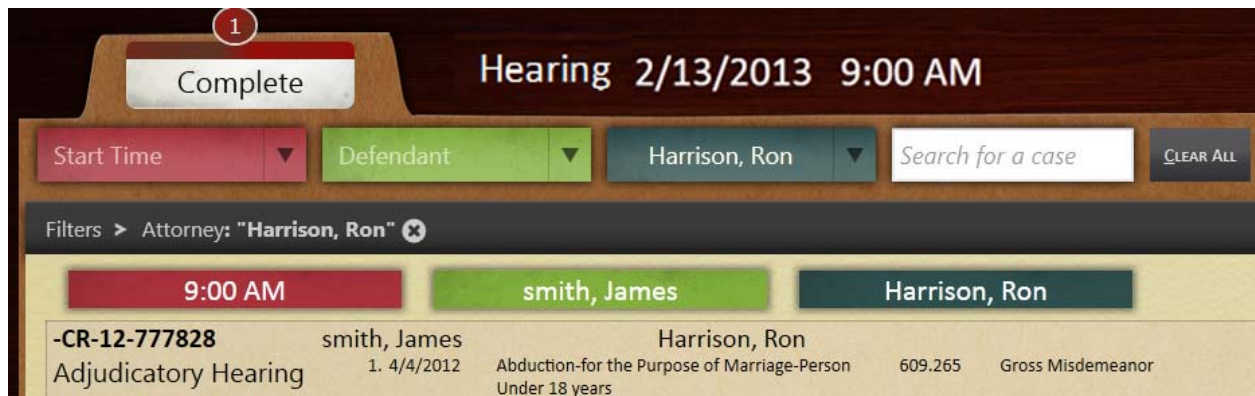 1
Complete
Hearing 2/13/2013 9:00 AM
Start Time Defendant Harrison, Ron Search for a case CLEAR ALL
Filters > Attorney: "Harrison, Ron"
9:00 AM smith, James Harrison, Ron
-CR-12-777828 smith, James Harrison, Ron
Adjudicatory Hearing 1. 4/4/2012 Abduction-for the Purpose of Marriage-Person 609.265 Gross Misdemeanor
Under 18 years